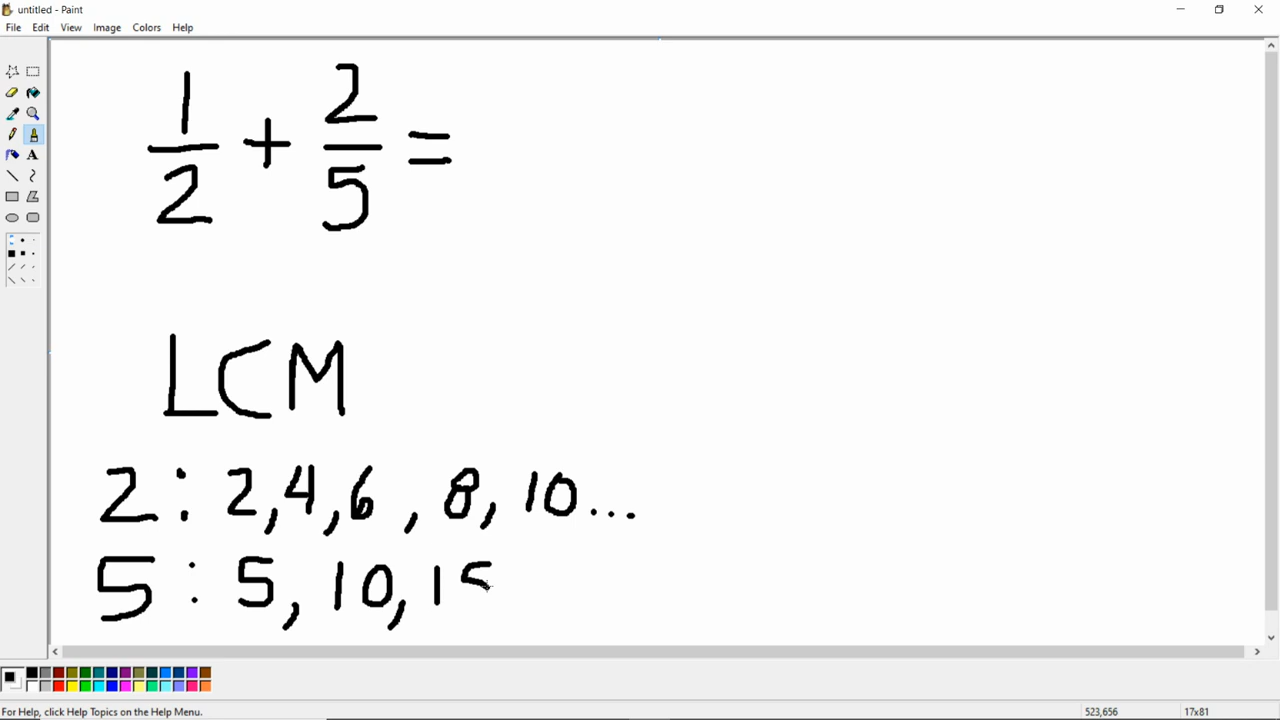 untitled - Paint
File Edit View Image Colors Help
1/2 + 2/5 =
LCM
2: 2, 4, 6, 8, 10...
5: 5, 10, 15
For Help, click Help Topics on the Help Menu. 523,656 17x81